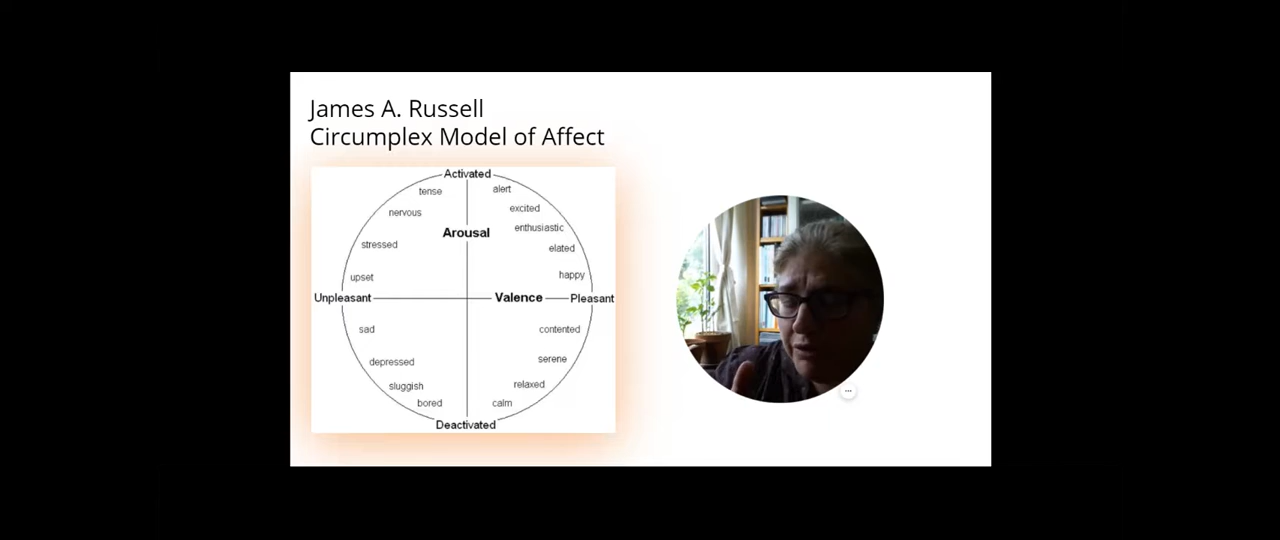 James A. Russell
Circumplex Model of Affect
Activated
tense
alert
nervous
excited
enthusiastic
Arousal
stressed
elated
upset
happy
Unpleasant
Valence
Pleasant
sad
contented
depressed
serene
sluggish
relaxed
bored
calm
Deactivated